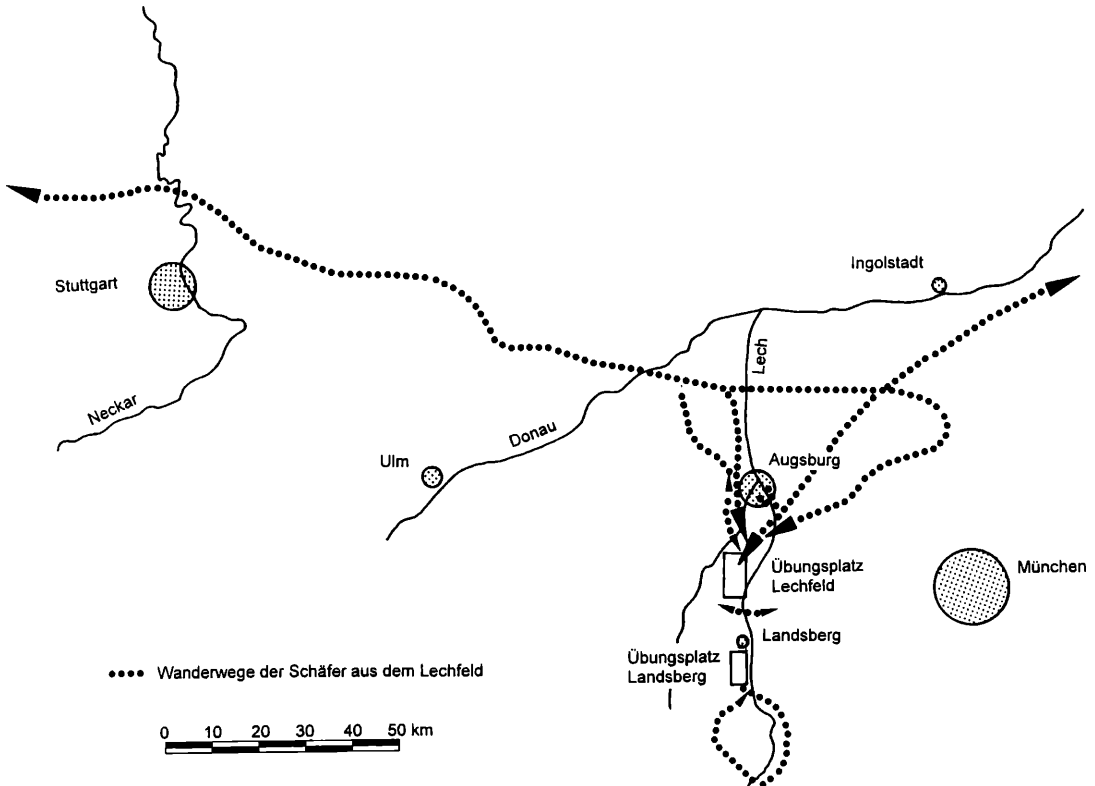 Ingolstadt
Stuttgart
Lech
Neckar
Donau
Ulm
Augsburg
Übungsplatz
Lechfeld
München
Landsberg
Übungsplatz
Landsberg
Wanderwege der Schäfer aus dem Lechfeld
0 10 20 30 40 50 km